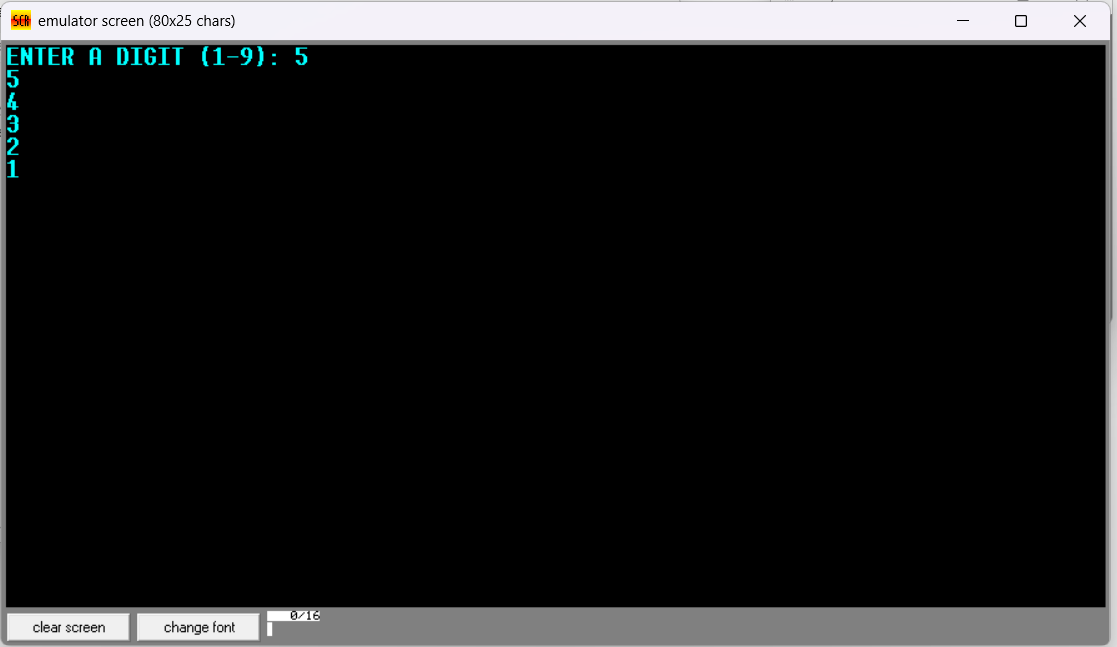 SCR emulator screen (80x25 chars)
ENTER A DIGIT (1-9): 5
5
4
3
2
1
clear screen change font 0/16